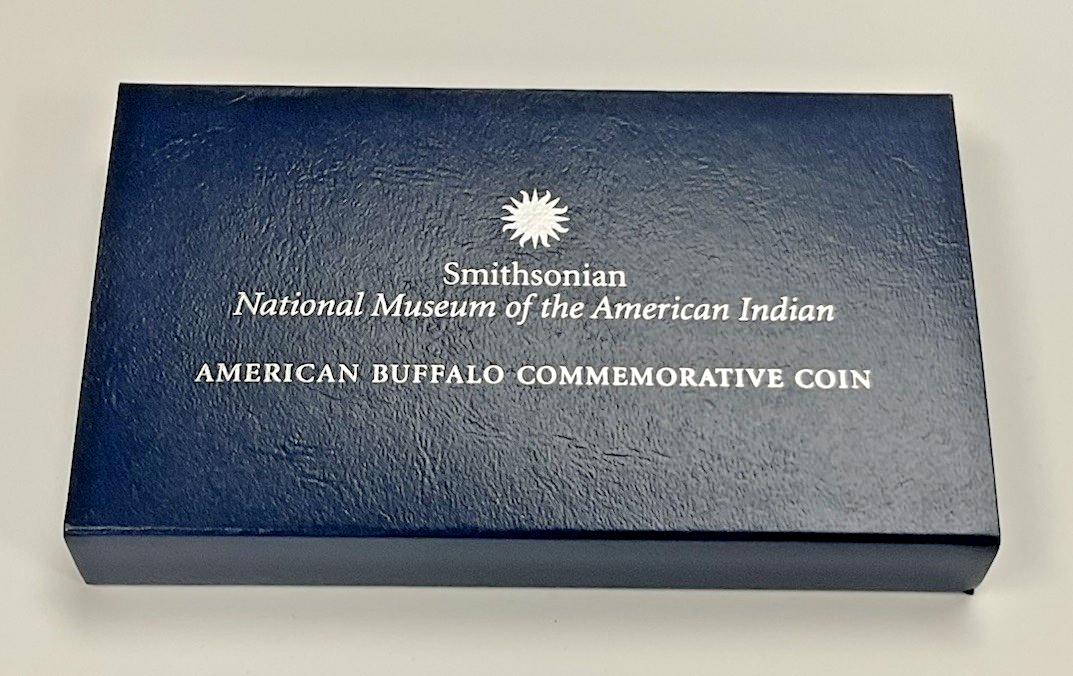 Smithsonian
National Museum of the American Indian
AMERICAN BUFFALO COMMEMORATIVE COIN